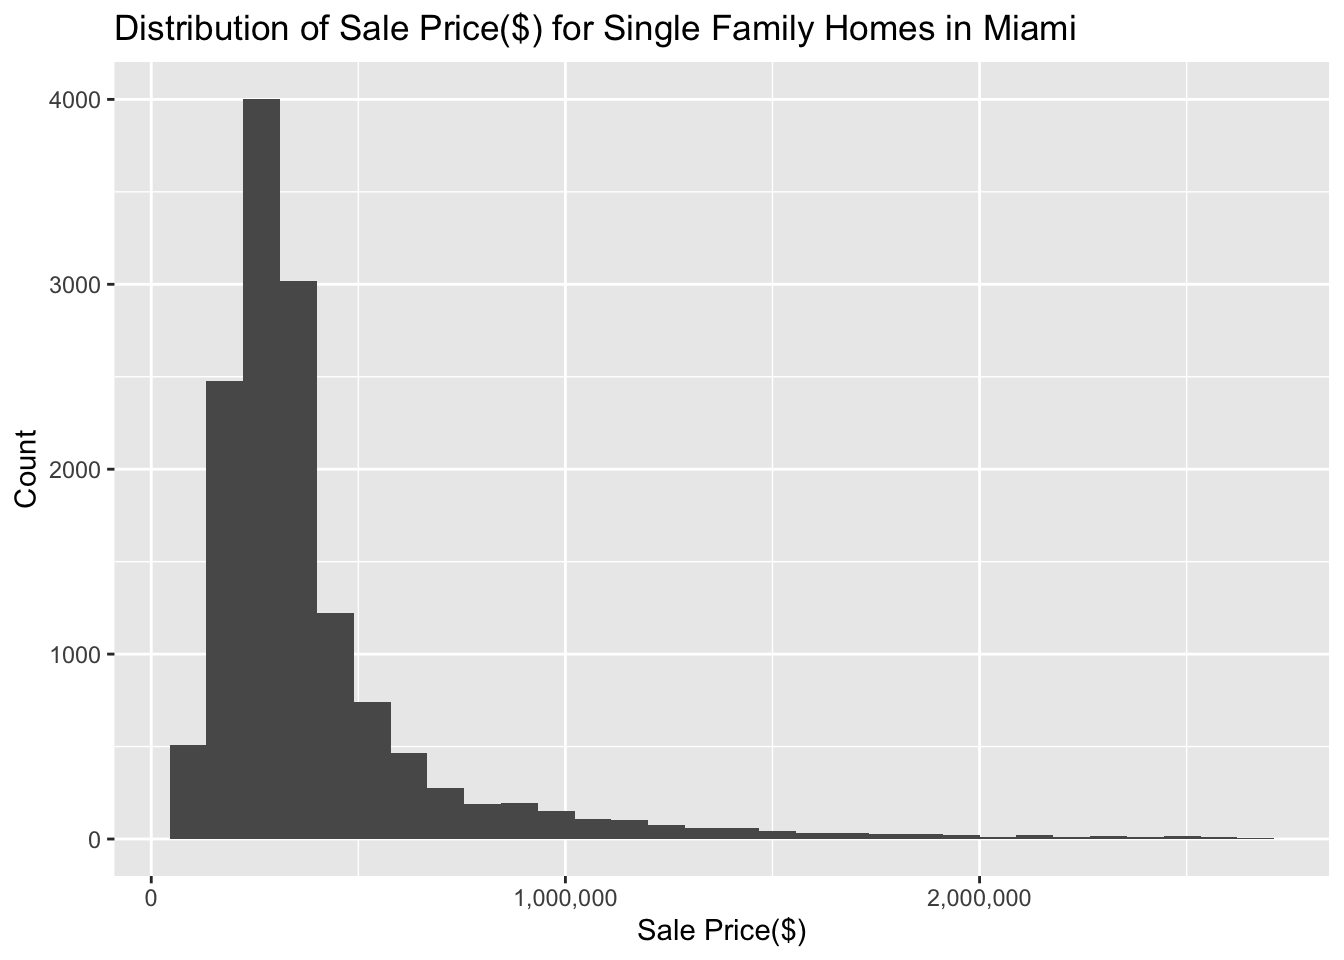 Distribution of Sale Price($) for Single Family Homes in Miami
4000
3000
2000
1000
0
Count
0 1,000,000 2,000,000
Sale Price($)